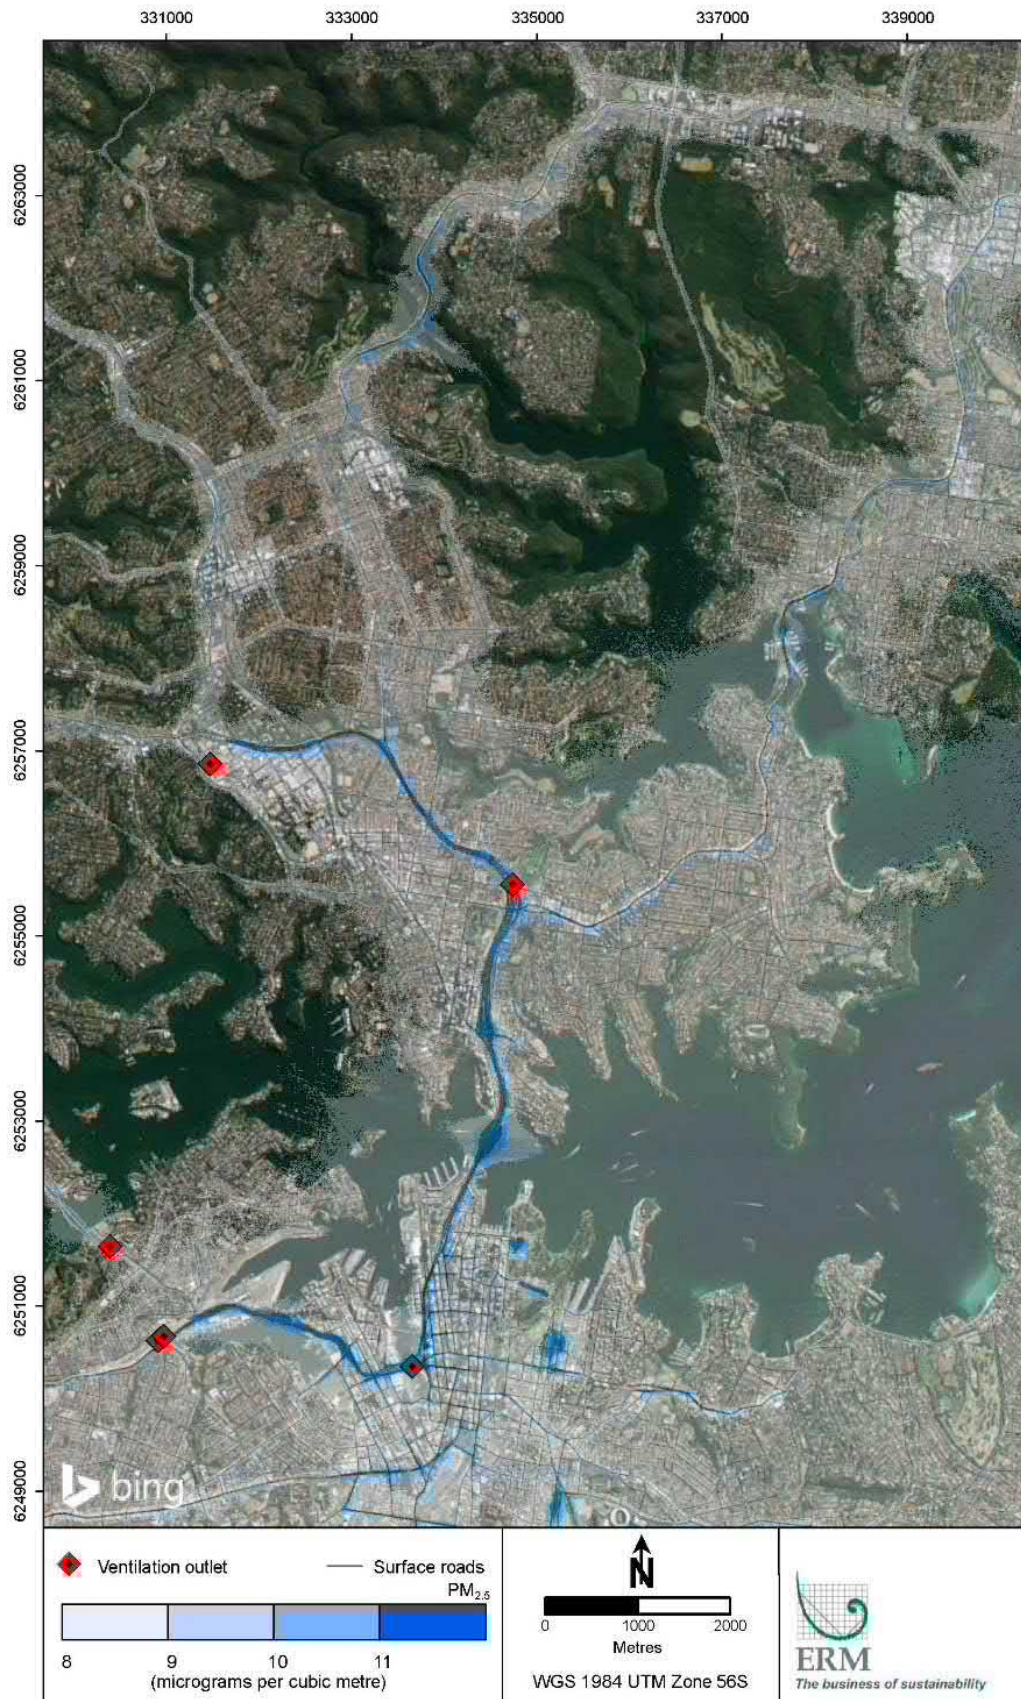 331000 333000 335000 337000 339000
6263000
6261000
6259000
6257000
6255000
6253000
6251000
6249000
bing
Ventilation outlet
Surface roads
PM2.5
8 9 10 11
(micrograms per cubic metre)
N
0 1000 2000
Metres
WGS 1984 UTM Zone 56S
ERM
The business of sustainability